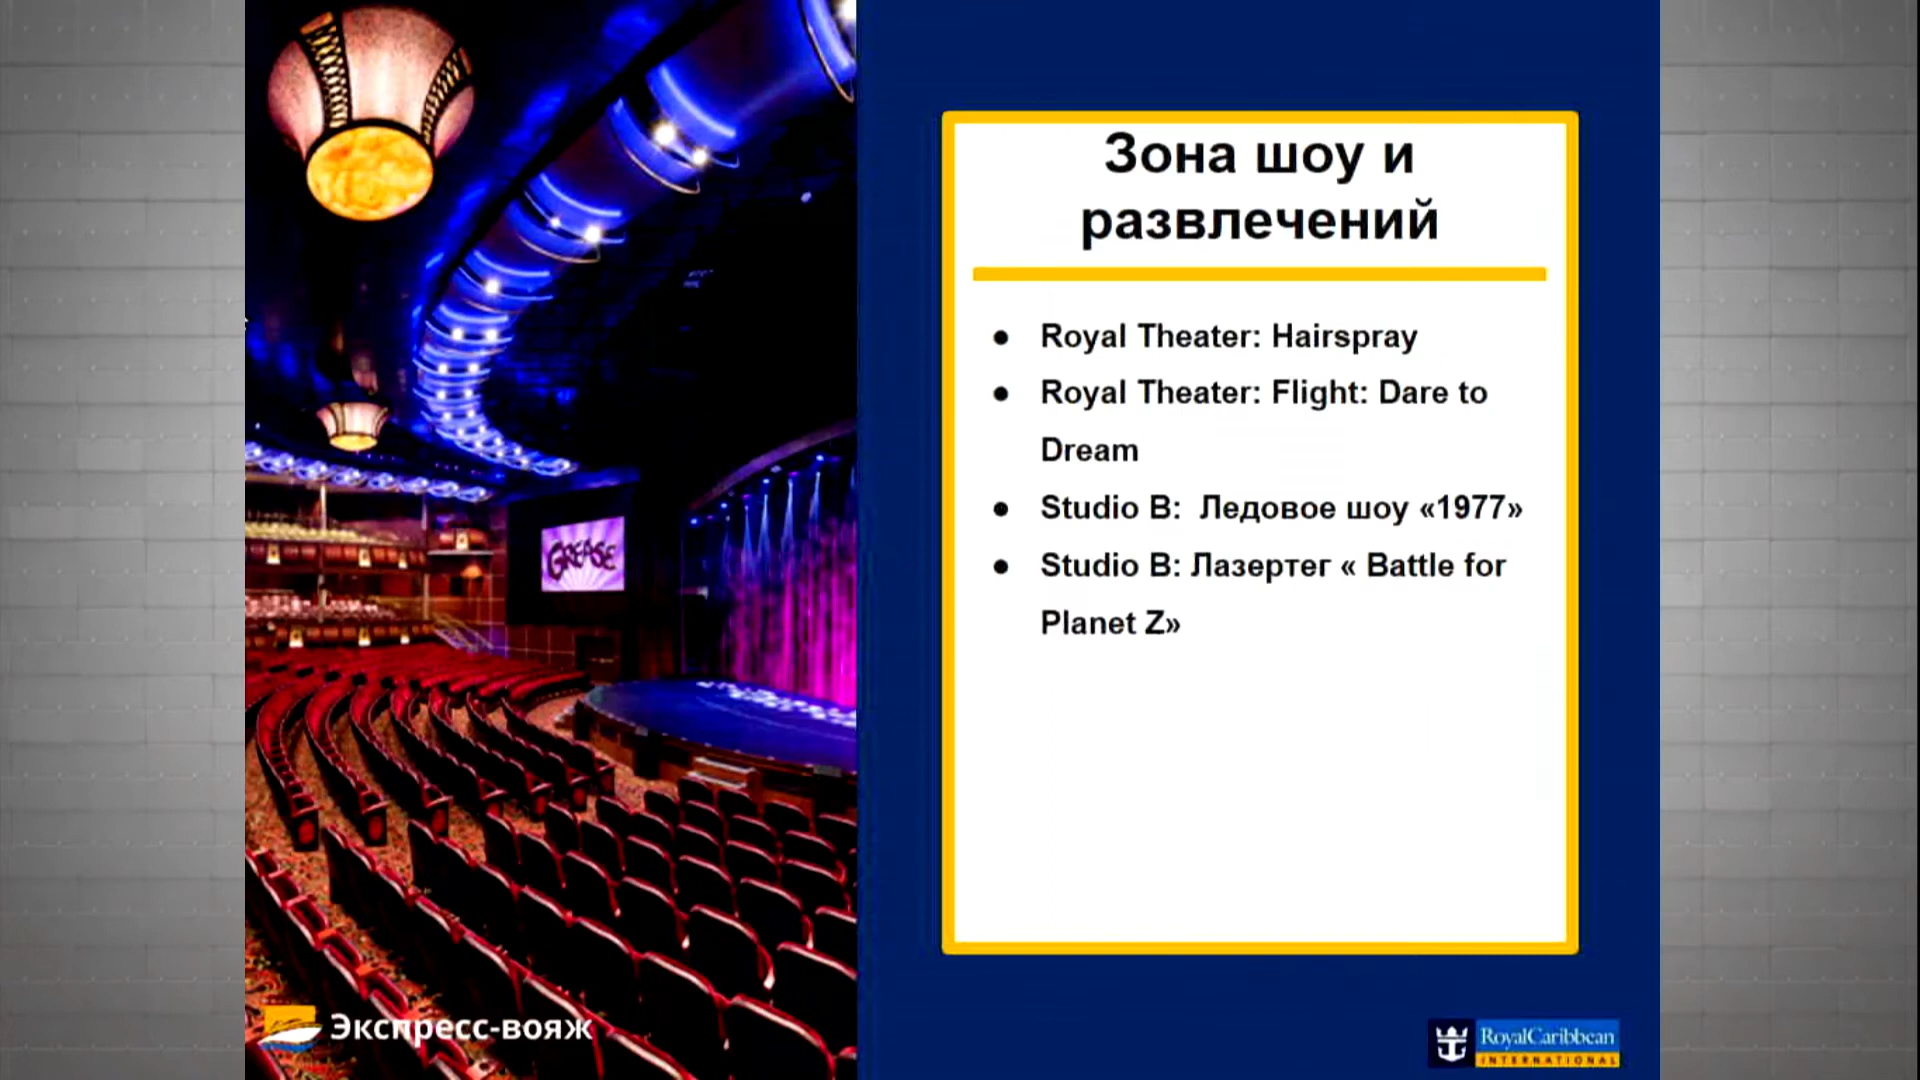 Зона шоу и
развлечений
● Royal Theater: Hairspray
● Royal Theater: Flight: Dare to
Dream
● Studio B:  Ледовое шоу «1977»
● Studio B: Лазертег « Battle for
Planet Z»
GREASE
Экспресс-вояж
RoyalCaribbean
INTERNATIONAL